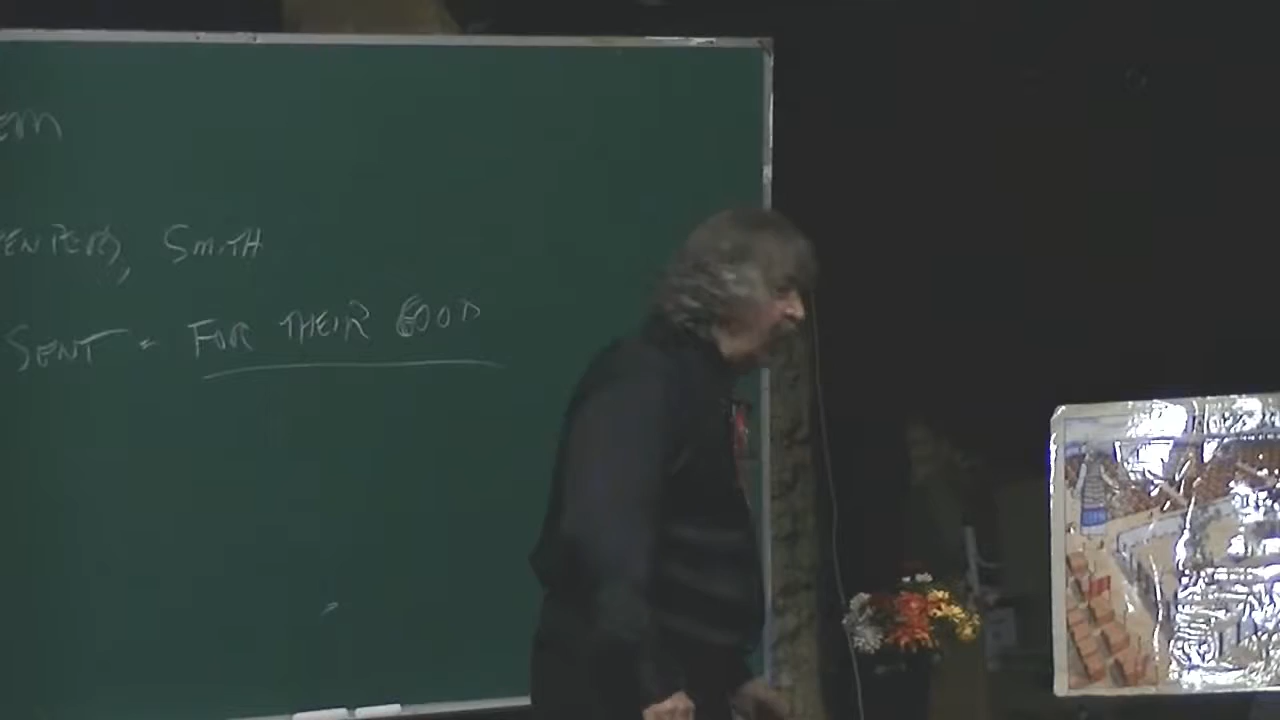 em
Smith
SENT = FOR THEIR GOOD